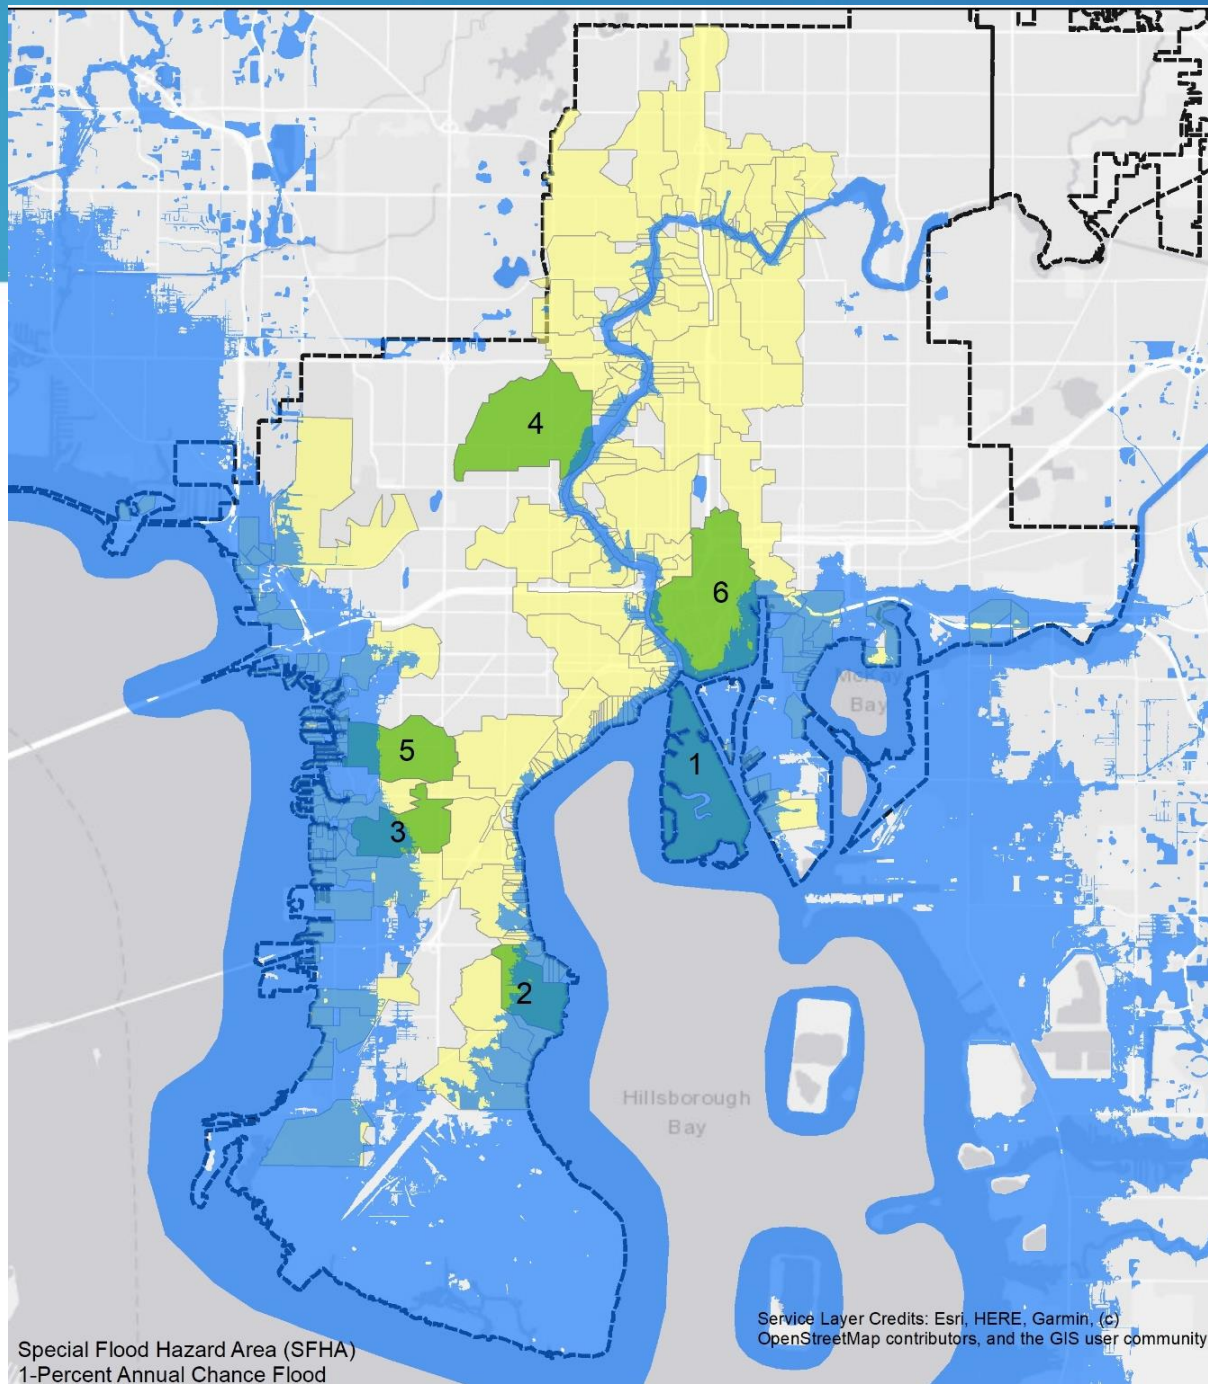 4
6
McKay
Bay
5
1
3
2
Hillsborough
Bay
Service Layer Credits: Esri, HERE, Garmin, (c)
OpenStreetMap contributors, and the GIS user community
Special Flood Hazard Area (SFHA)
1-Percent Annual Chance Flood